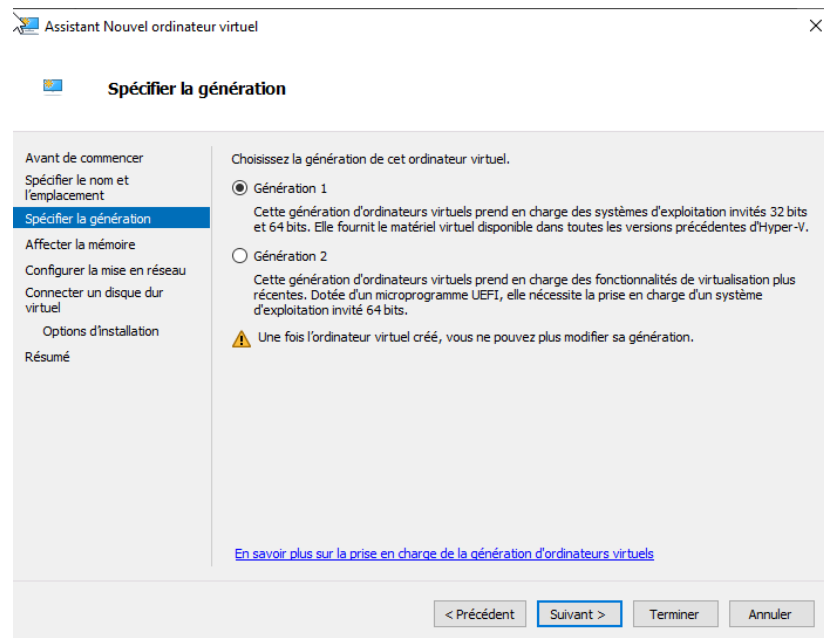 Assistant Nouvel ordinateur virtuel
Spécifier la génération
Avant de commencer
Spécifier le nom et
l'emplacement
Spécifier la génération
Affecter la mémoire
Configurer la mise en réseau
Connecter un disque dur
virtuel
Options d'installation
Résumé
Choisissez la génération de cet ordinateur virtuel.
Génération 1
Cette génération d'ordinateurs virtuels prend en charge des systèmes d'exploitation invités 32 bits
et 64 bits. Elle fournit le matériel virtuel disponible dans toutes les versions précédentes d'Hyper-V.
Génération 2
Cette génération d'ordinateurs virtuels prend en charge des fonctionnalités de virtualisation plus
récentes. Dotée d'un microprogramme UEFI, elle nécessite la prise en charge d'un système
d'exploitation invité 64 bits.
Une fois l'ordinateur virtuel créé, vous ne pouvez plus modifier sa génération.
En savoir plus sur la prise en charge de la génération d'ordinateurs virtuels
< Précédent Suivant > Terminer Annuler